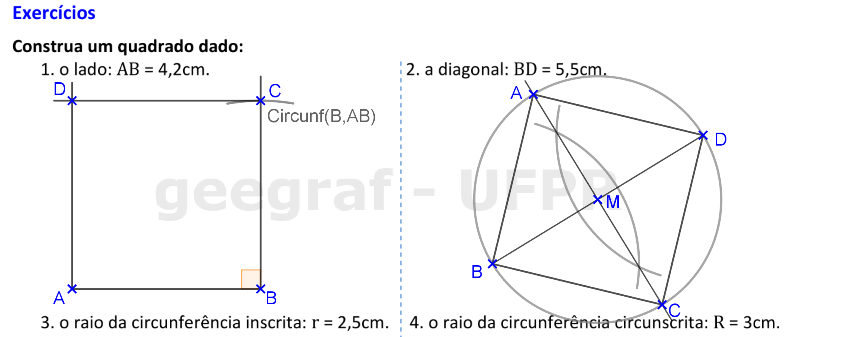 Exercícios
Construa um quadrado dado:
1. o lado: AB = 4,2cm.
D
C
Circunf(B,AB)
A
B
2. a diagonal: BD = 5,5cm.
A
D
M
B
C
geegraf - UFPR
3. o raio da circunferência inscrita: r = 2,5cm.
4. o raio da circunferência circunscrita: R = 3cm.